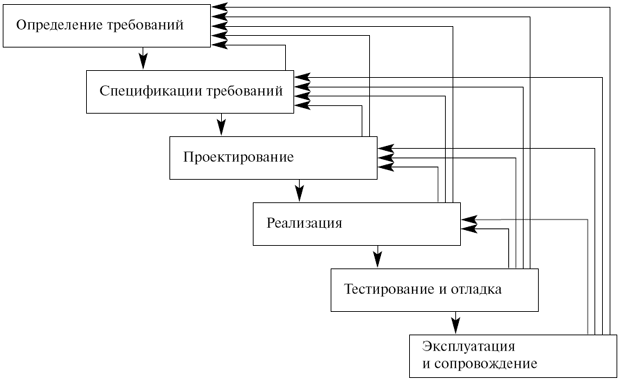 Определение требований
Спецификации требований
Проектирование
Реализация
Тестирование и отладка
Эксплуатация
и сопровождение